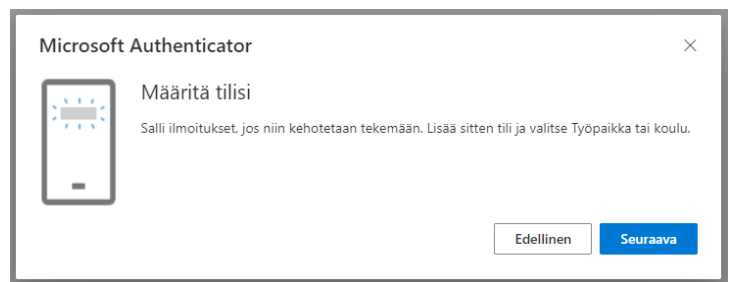 Microsoft Authenticator
Määritä tilisi
Salli ilmoitukset, jos niin kehotetaan tekemään. Lisää sitten tili ja valitse Työpaikka tai koulu.
Edellinen
Seuraava